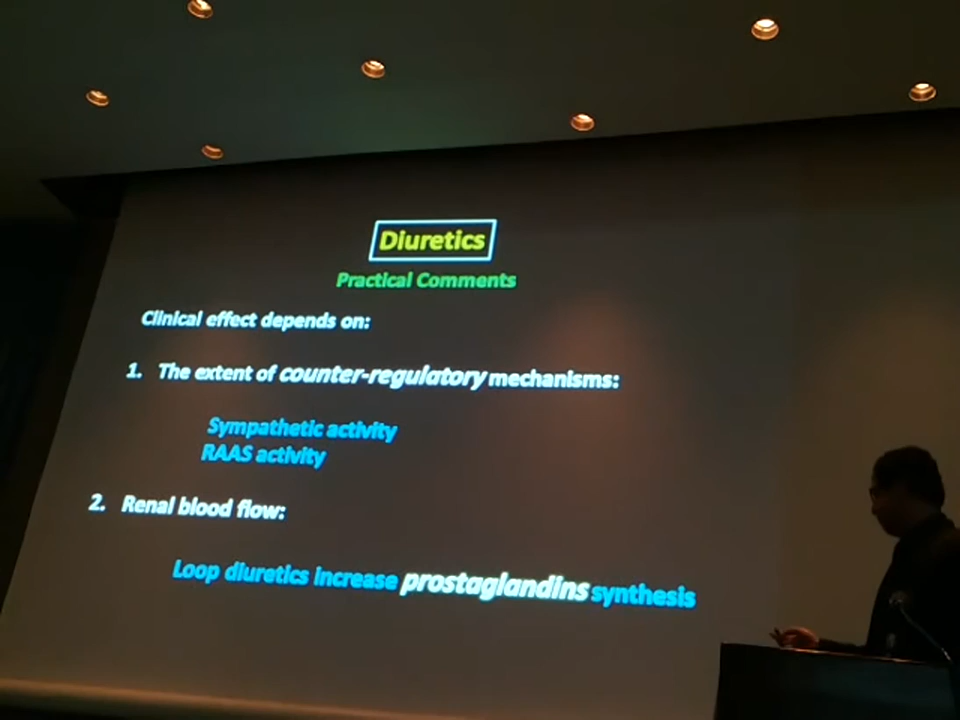 Diuretics
Practical Comments
Clinical effect depends on:
1. The extent of counter-regulatory mechanisms:
Sympathetic activity
RAAS activity
2. Renal blood flow:
Loop diuretics increase prostaglandins synthesis